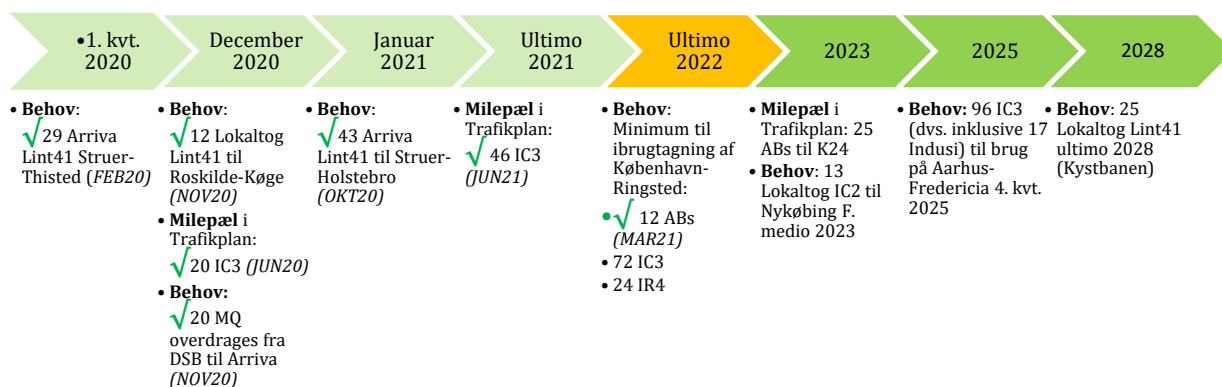 •1. kvt.
2020
December
2020
Januar
2021
Ultimo
2021
Ultimo
2022
2023
2025
2028
• Behov:
√29 Arriva
Lint41 Struer-
Thisted (FEB20)
• Behov:
√12 Lokaltog
Lint41 til
Roskilde-Køge
(NOV20)
• Milepæl i
Trafikplan:
√20 IC3 (JUN20)
• Behov:
√20 MQ
overdrages fra
DSB til Arriva
(NOV20)
• Behov:
√43 Arriva
Lint41 til Struer-
Holstebro
(OKT20)
• Milepæl i
Trafikplan:
√ 46 IC3
(JUN21)
• Behov:
Minimum til
ibrugtagning af
København-
Ringsted:
•√ 12 ABs
(MAR21)
• 72 IC3
• 24 IR4
• Milepæl i
Trafikplan: 25
ABs til K24
• Behov: 13
Lokaltog IC2 til
Nykøbing F.
medio 2023
• Behov: 96 IC3
(dvs. inklusive 17
Indusi) til brug
på Aarhus-
Fredericia 4. kvt.
2025
• Behov: 25
Lokaltog Lint41
ultimo 2028
(Kystbanen)